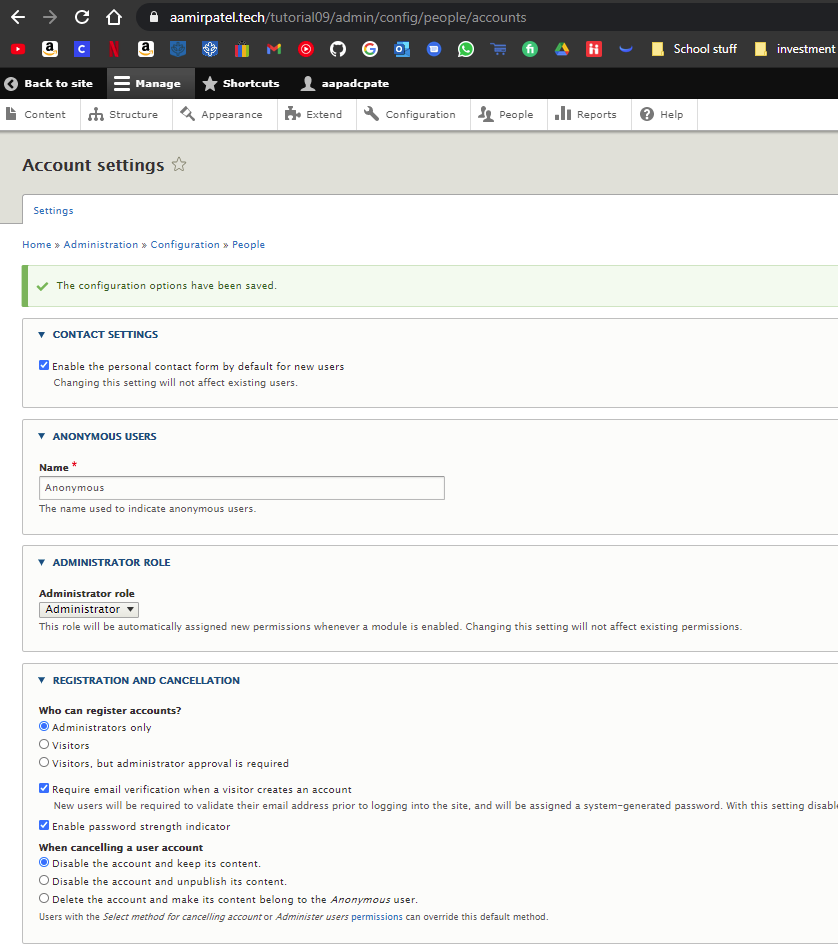 aamirpatel.tech/tutorial09/admin/config/people/accounts
School stuff investment
Back to site Manage Shortcuts aapadcpate
Content Structure Appearance Extend Configuration People Reports Help
Account settings
Settings
Home » Administration » Configuration » People
The configuration options have been saved.
CONTACT SETTINGS
Enable the personal contact form by default for new users
Changing this setting will not affect existing users.
ANONYMOUS USERS
Name *
Anonymous
The name used to indicate anonymous users.
ADMINISTRATOR ROLE
Administrator role
Administrator
This role will be automatically assigned new permissions whenever a module is enabled. Changing this setting will not affect existing permissions.
REGISTRATION AND CANCELLATION
Who can register accounts?
Administrators only
Visitors
Visitors, but administrator approval is required
Require email verification when a visitor creates an account
New users will be required to validate their email address prior to logging into the site, and will be assigned a system-generated password. With this setting disable
Enable password strength indicator
When cancelling a user account
Disable the account and keep its content.
Disable the account and unpublish its content.
Delete the account and make its content belong to the Anonymous user.
Users with the Select method for cancelling account or Administer users permissions can override this default method.